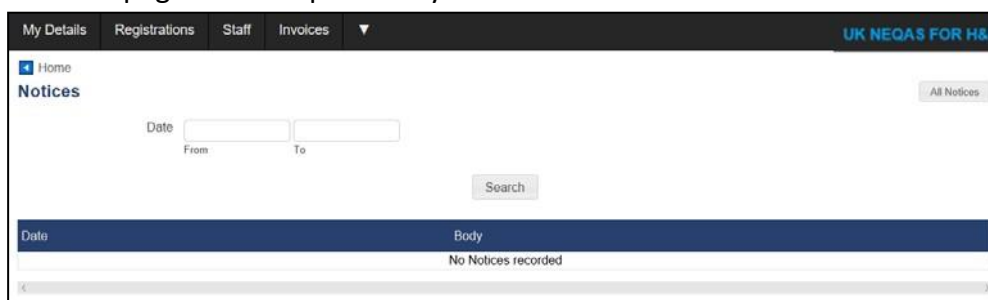 My Details Registrations Staff Invoices ▼ UK NEQAS FOR H&
Home
Notices All Notices
Date
From To
Search
Date Body
No Notices recorded